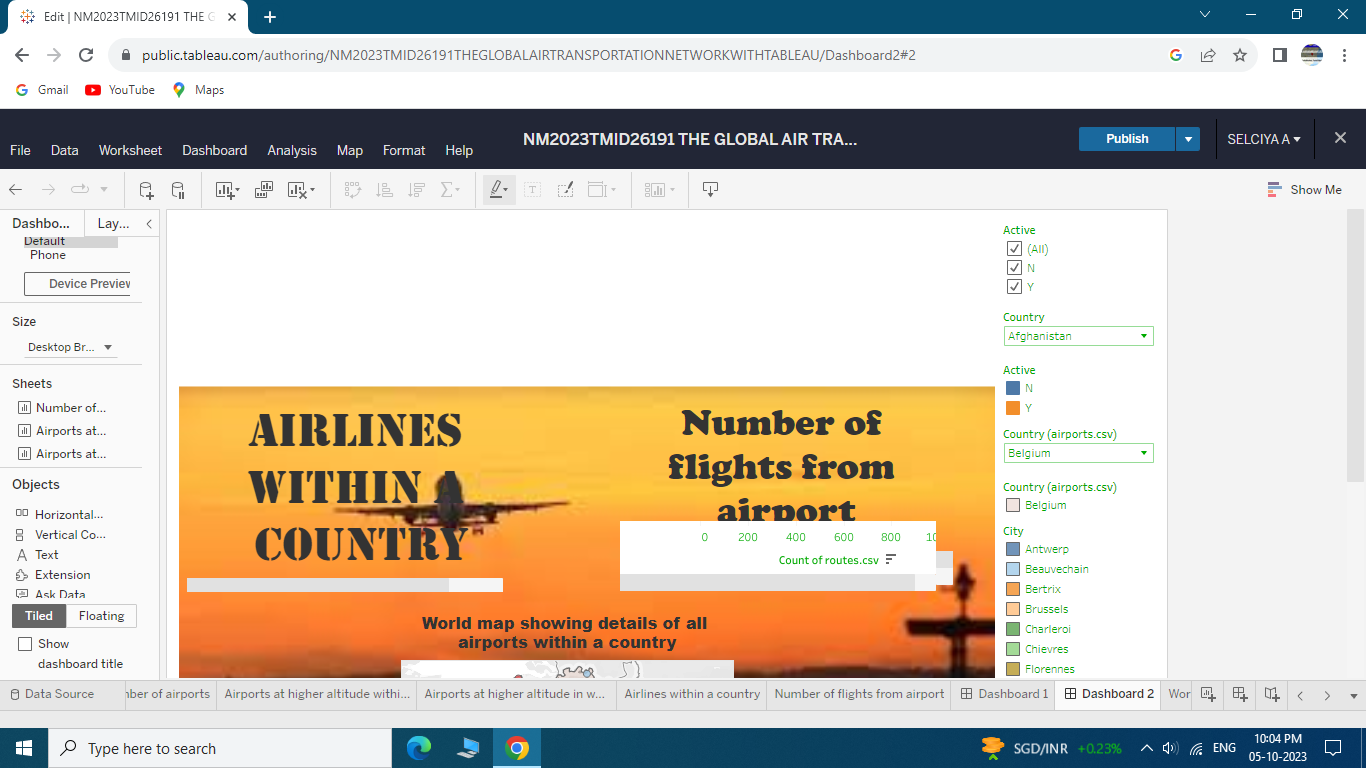 Edit | NM2023TMID26191 THE G
public.tableau.com/authoring/NM2023TMID26191THEGLOBALAIRTRANSPORTATIONNETWORKWITHTABLEAU/Dashboard2#2
Gmail YouTube Maps
File Data Worksheet Dashboard Analysis Map Format Help
NM2023TMID26191 THE GLOBAL AIR TRA...
Publish
SELCIYA A
Show Me
Dashbo... Lay...
Default
Phone
Device Preview
Size
Desktop Br...
Sheets
Number of...
Airports at...
Airports at...
Objects
Horizontal...
Vertical Co...
Text
Extension
Ask Data
Tiled Floating
Show
dashboard title
AIRLINES
WITHIN A
COUNTRY
Number of
flights from
airport
0 200 400 600 800 10
Count of routes.csv
World map showing details of all
airports within a country
Active
(All)
N
Y
Country
Afghanistan
Active
N
Y
Country (airports.csv)
Belgium
Country (airports.csv)
Belgium
City
Antwerp
Beauvechain
Bertrix
Brussels
Charleroi
Chievres
Florennes
Data Source nber of airports Airports at higher altitude withi... Airports at higher altitude in w... Airlines within a country Number of flights from airport Dashboard 1 Dashboard 2 Wor
Type here to search
SGD/INR +0.23%
ENG
10:04 PM
05-10-2023